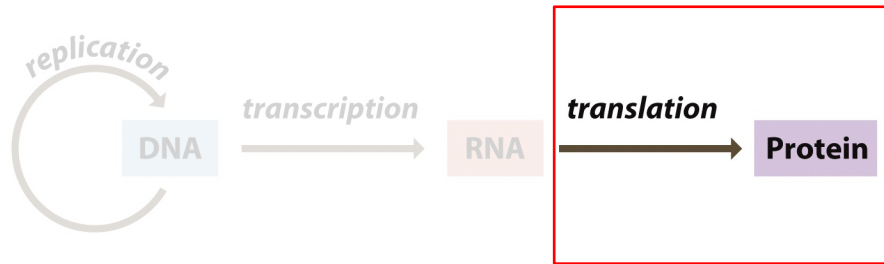 replication
transcription
translation
DNA
RNA
Protein